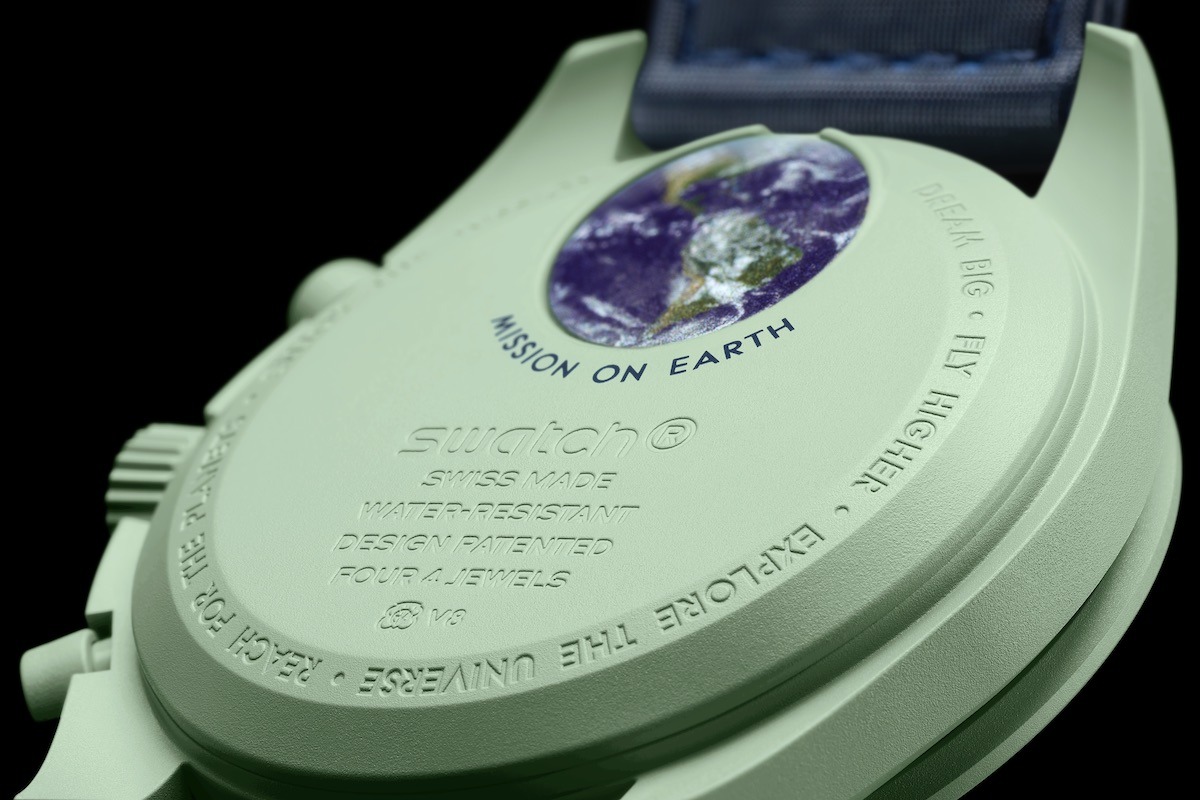 MISSION ON EARTH
swatch®
SWISS MADE
WATER-RESISTANT
DESIGN PATENTED
FOUR 4 JEWELS
V8
DREAM BIG • FLY HIGHER • EXPLORE THE UNIVERSE • REACH FOR THE PLANETS •